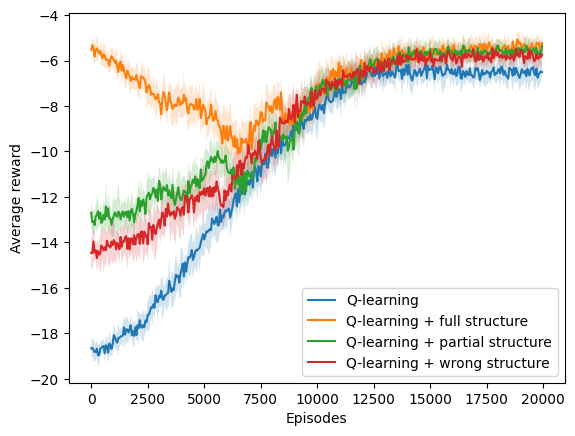 −4
−6
−8
−10
−12
−14
−16
−18
−20
Average reward
0 2500 5000 7500 10000 12500 15000 17500 20000
Episodes
Q-learning
Q-learning + full structure
Q-learning + partial structure
Q-learning + wrong structure